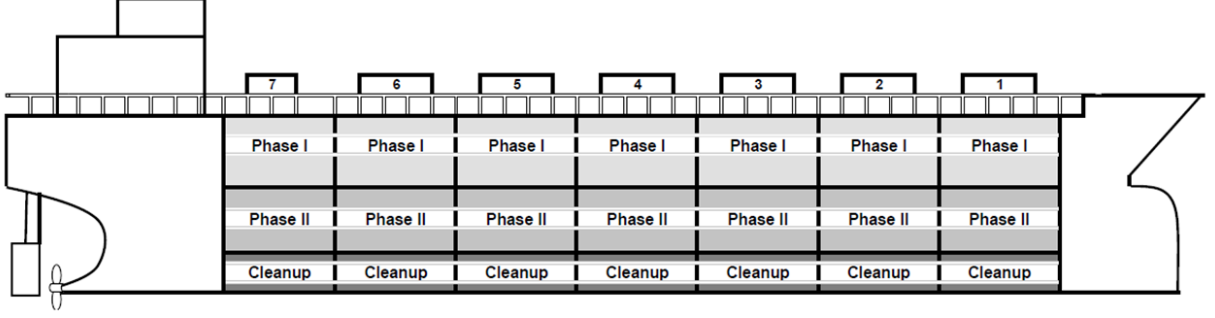 7 6 5 4 3 2 1
Phase I Phase I Phase I Phase I Phase I Phase I Phase I
Phase II Phase II Phase II Phase II Phase II Phase II Phase II
Cleanup Cleanup Cleanup Cleanup Cleanup Cleanup Cleanup